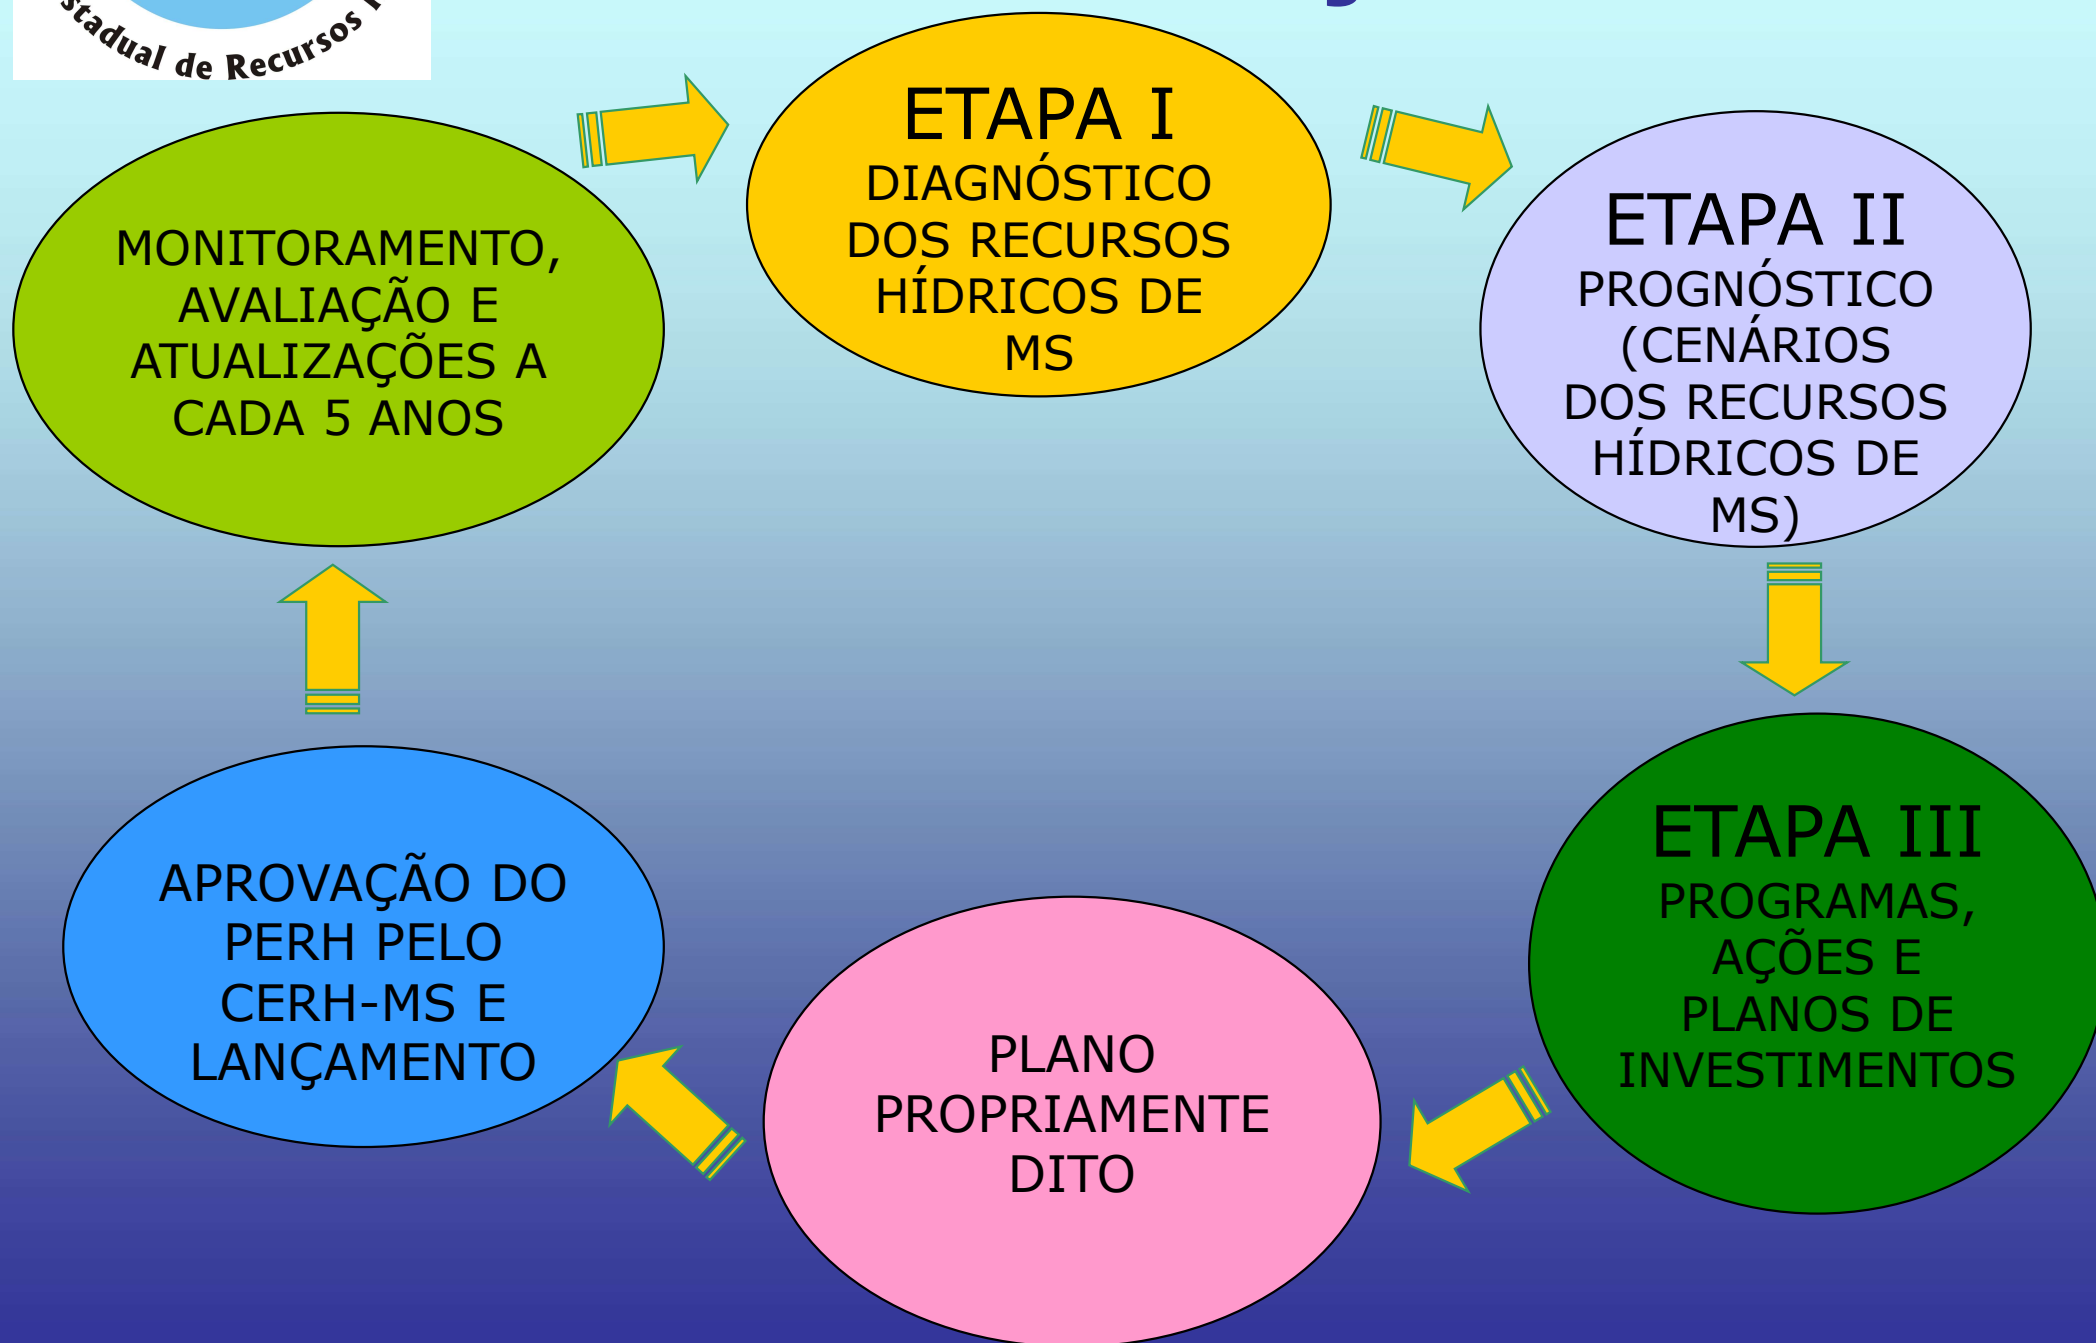 stadual de Recursos
ETAPA I
DIAGNÓSTICO
DOS RECURSOS
HÍDRICOS DE
MS
ETAPA II
PROGNÓSTICO
(CENÁRIOS
DOS RECURSOS
HÍDRICOS DE
MS)
ETAPA III
PROGRAMAS,
AÇÕES E
PLANOS DE
INVESTIMENTOS
PLANO
PROPRIAMENTE
DITO
APROVAÇÃO DO
PERH PELO
CERH-MS E
LANÇAMENTO
MONITORAMENTO,
AVALIAÇÃO E
ATUALIZAÇÕES A
CADA 5 ANOS